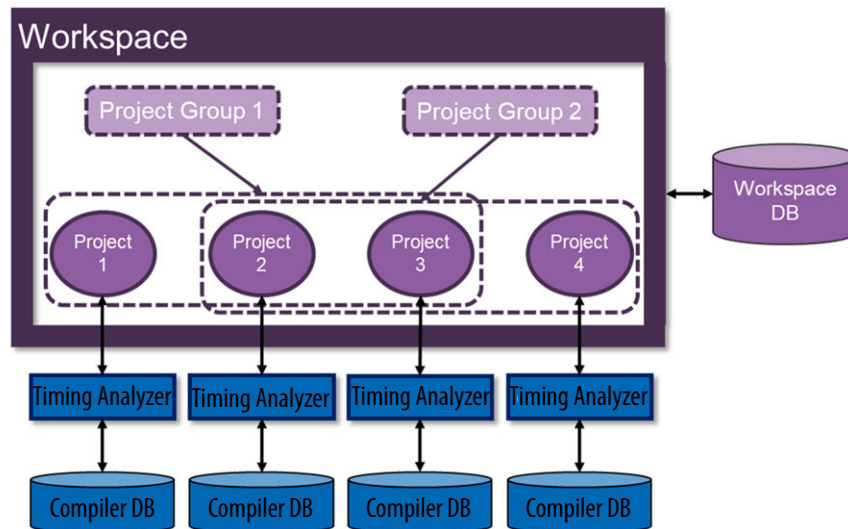 Workspace
Project Group 1
Project Group 2
Workspace
DB
Project
1
Project
2
Project
3
Project
4
Timing Analyzer
Timing Analyzer
Timing Analyzer
Timing Analyzer
Compiler DB
Compiler DB
Compiler DB
Compiler DB